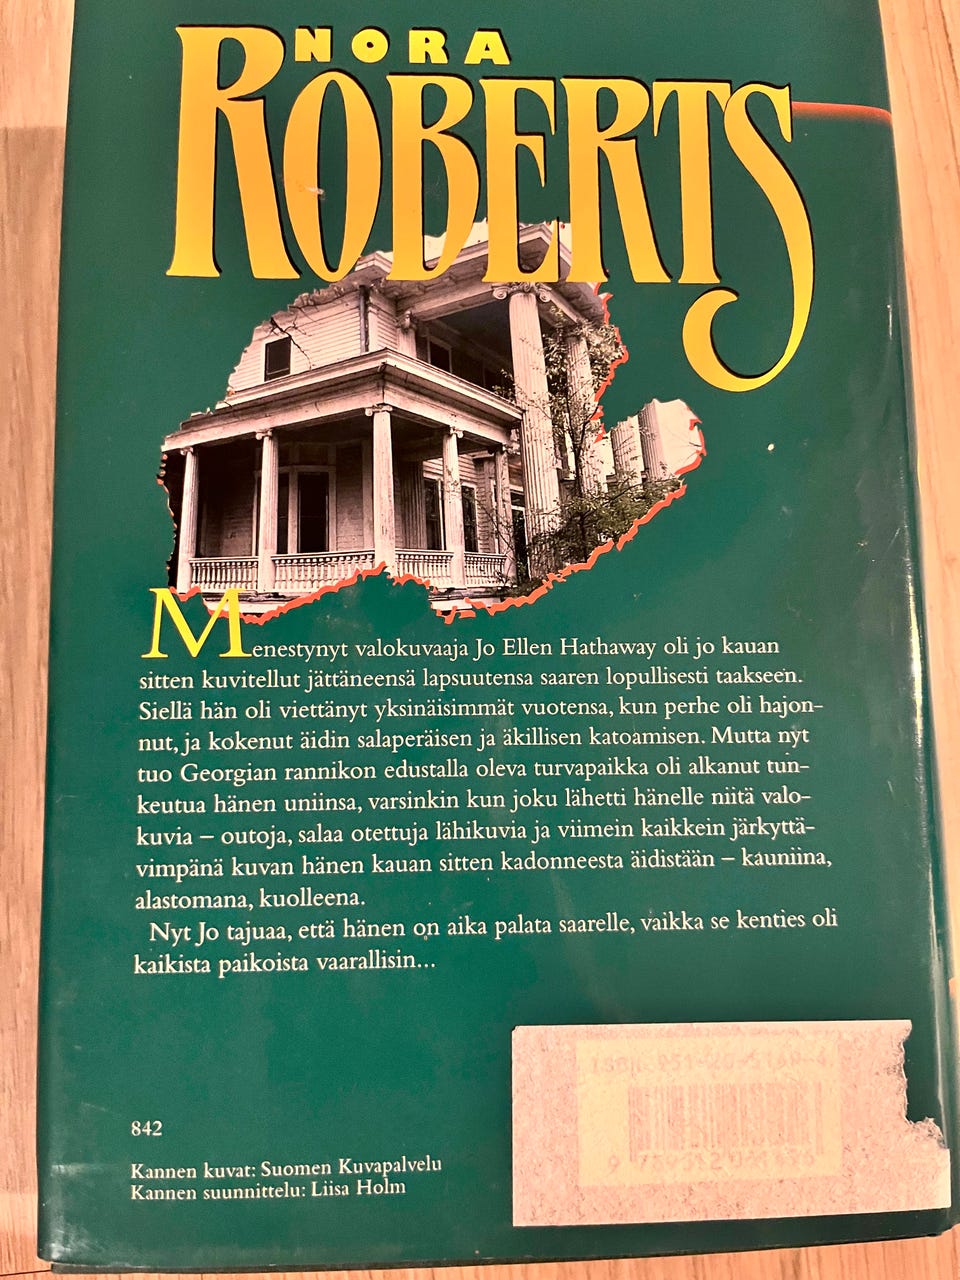 NORA
ROBERTS
Menestynyt valokuvaaja Jo Ellen Hathaway oli jo kauan
sitten kuvitellut jättäneensä lapsuutensa saaren lopullisesti taakseen.
Siellä hän oli viettänyt yksinäisimmät vuotensa, kun perhe oli hajon-
nut, ja kokenut äidin salaperäisen ja äkillisen katoamisen. Mutta nyt
tuo Georgian rannikon edustalla oleva turvapaikka oli alkanut tun-
keutua hänen uniinsa, varsinkin kun joku lähetti hänelle niitä valo-
kuvia – outoja, salaa otettuja lähikuvia ja viimein kaikkein järkyttä-
vimpänä kuvan hänen kauan sitten kadonneesta äidistään – kauniina,
alastomana, kuolleena.
Nyt Jo tajuaa, että hänen on aika palata saarelle, vaikka se kenties oli
kaikista paikoista vaarallisin...
842
Kannen kuvat: Suomen Kuvapalvelu
Kannen suunnittelu: Liisa Holm
ISBN